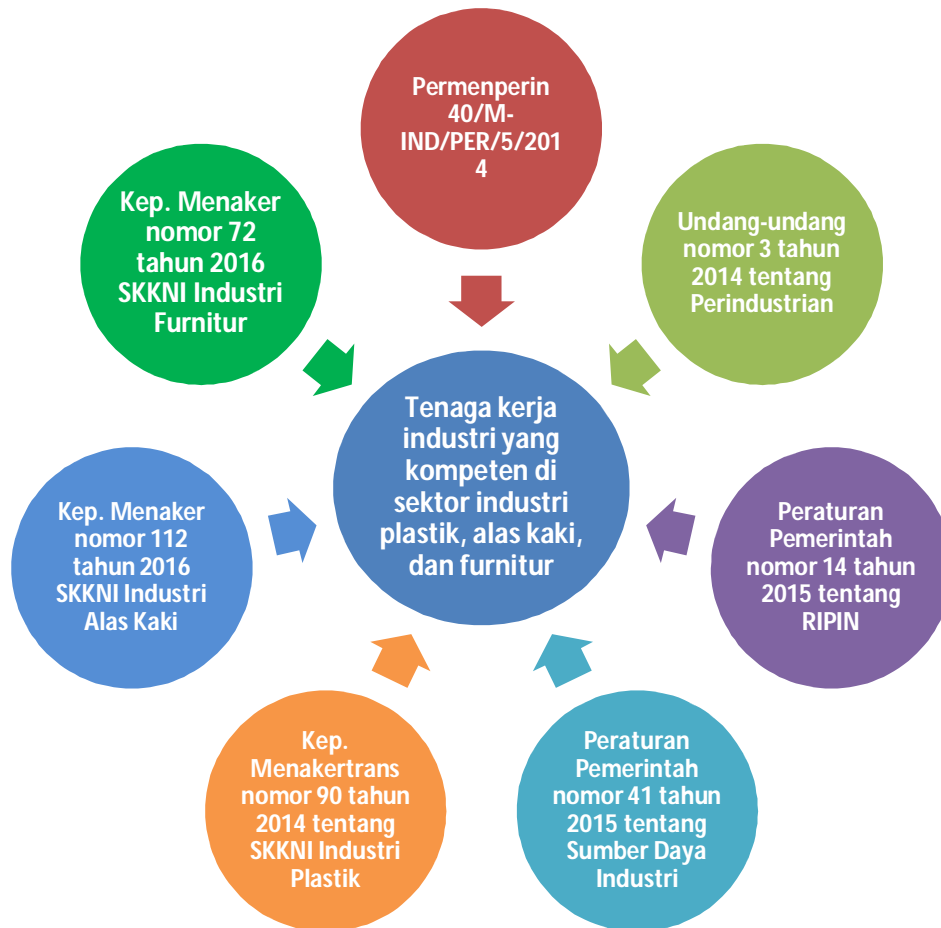 Permenperin
40/M-
IND/PER/5/201
4
Undang-undang
nomor 3 tahun
2014 tentang
Perindustrian
Peraturan
Pemerintah
nomor 14 tahun
2015 tentang
RIPIN
Peraturan
Pemerintah
nomor 41 tahun
2015 tentang
Sumber Daya
Industri
Kep.
Menakertrans
nomor 90 tahun
2014 tentang
SKKNI Industri
Plastik
Kep. Menaker
nomor 112
tahun 2016
SKKNI Industri
Alas Kaki
Kep. Menaker
nomor 72
tahun 2016
SKKNI Industri
Furnitur
Tenaga kerja
industri yang
kompeten di
sektor industri
plastik, alas kaki,
dan furnitur